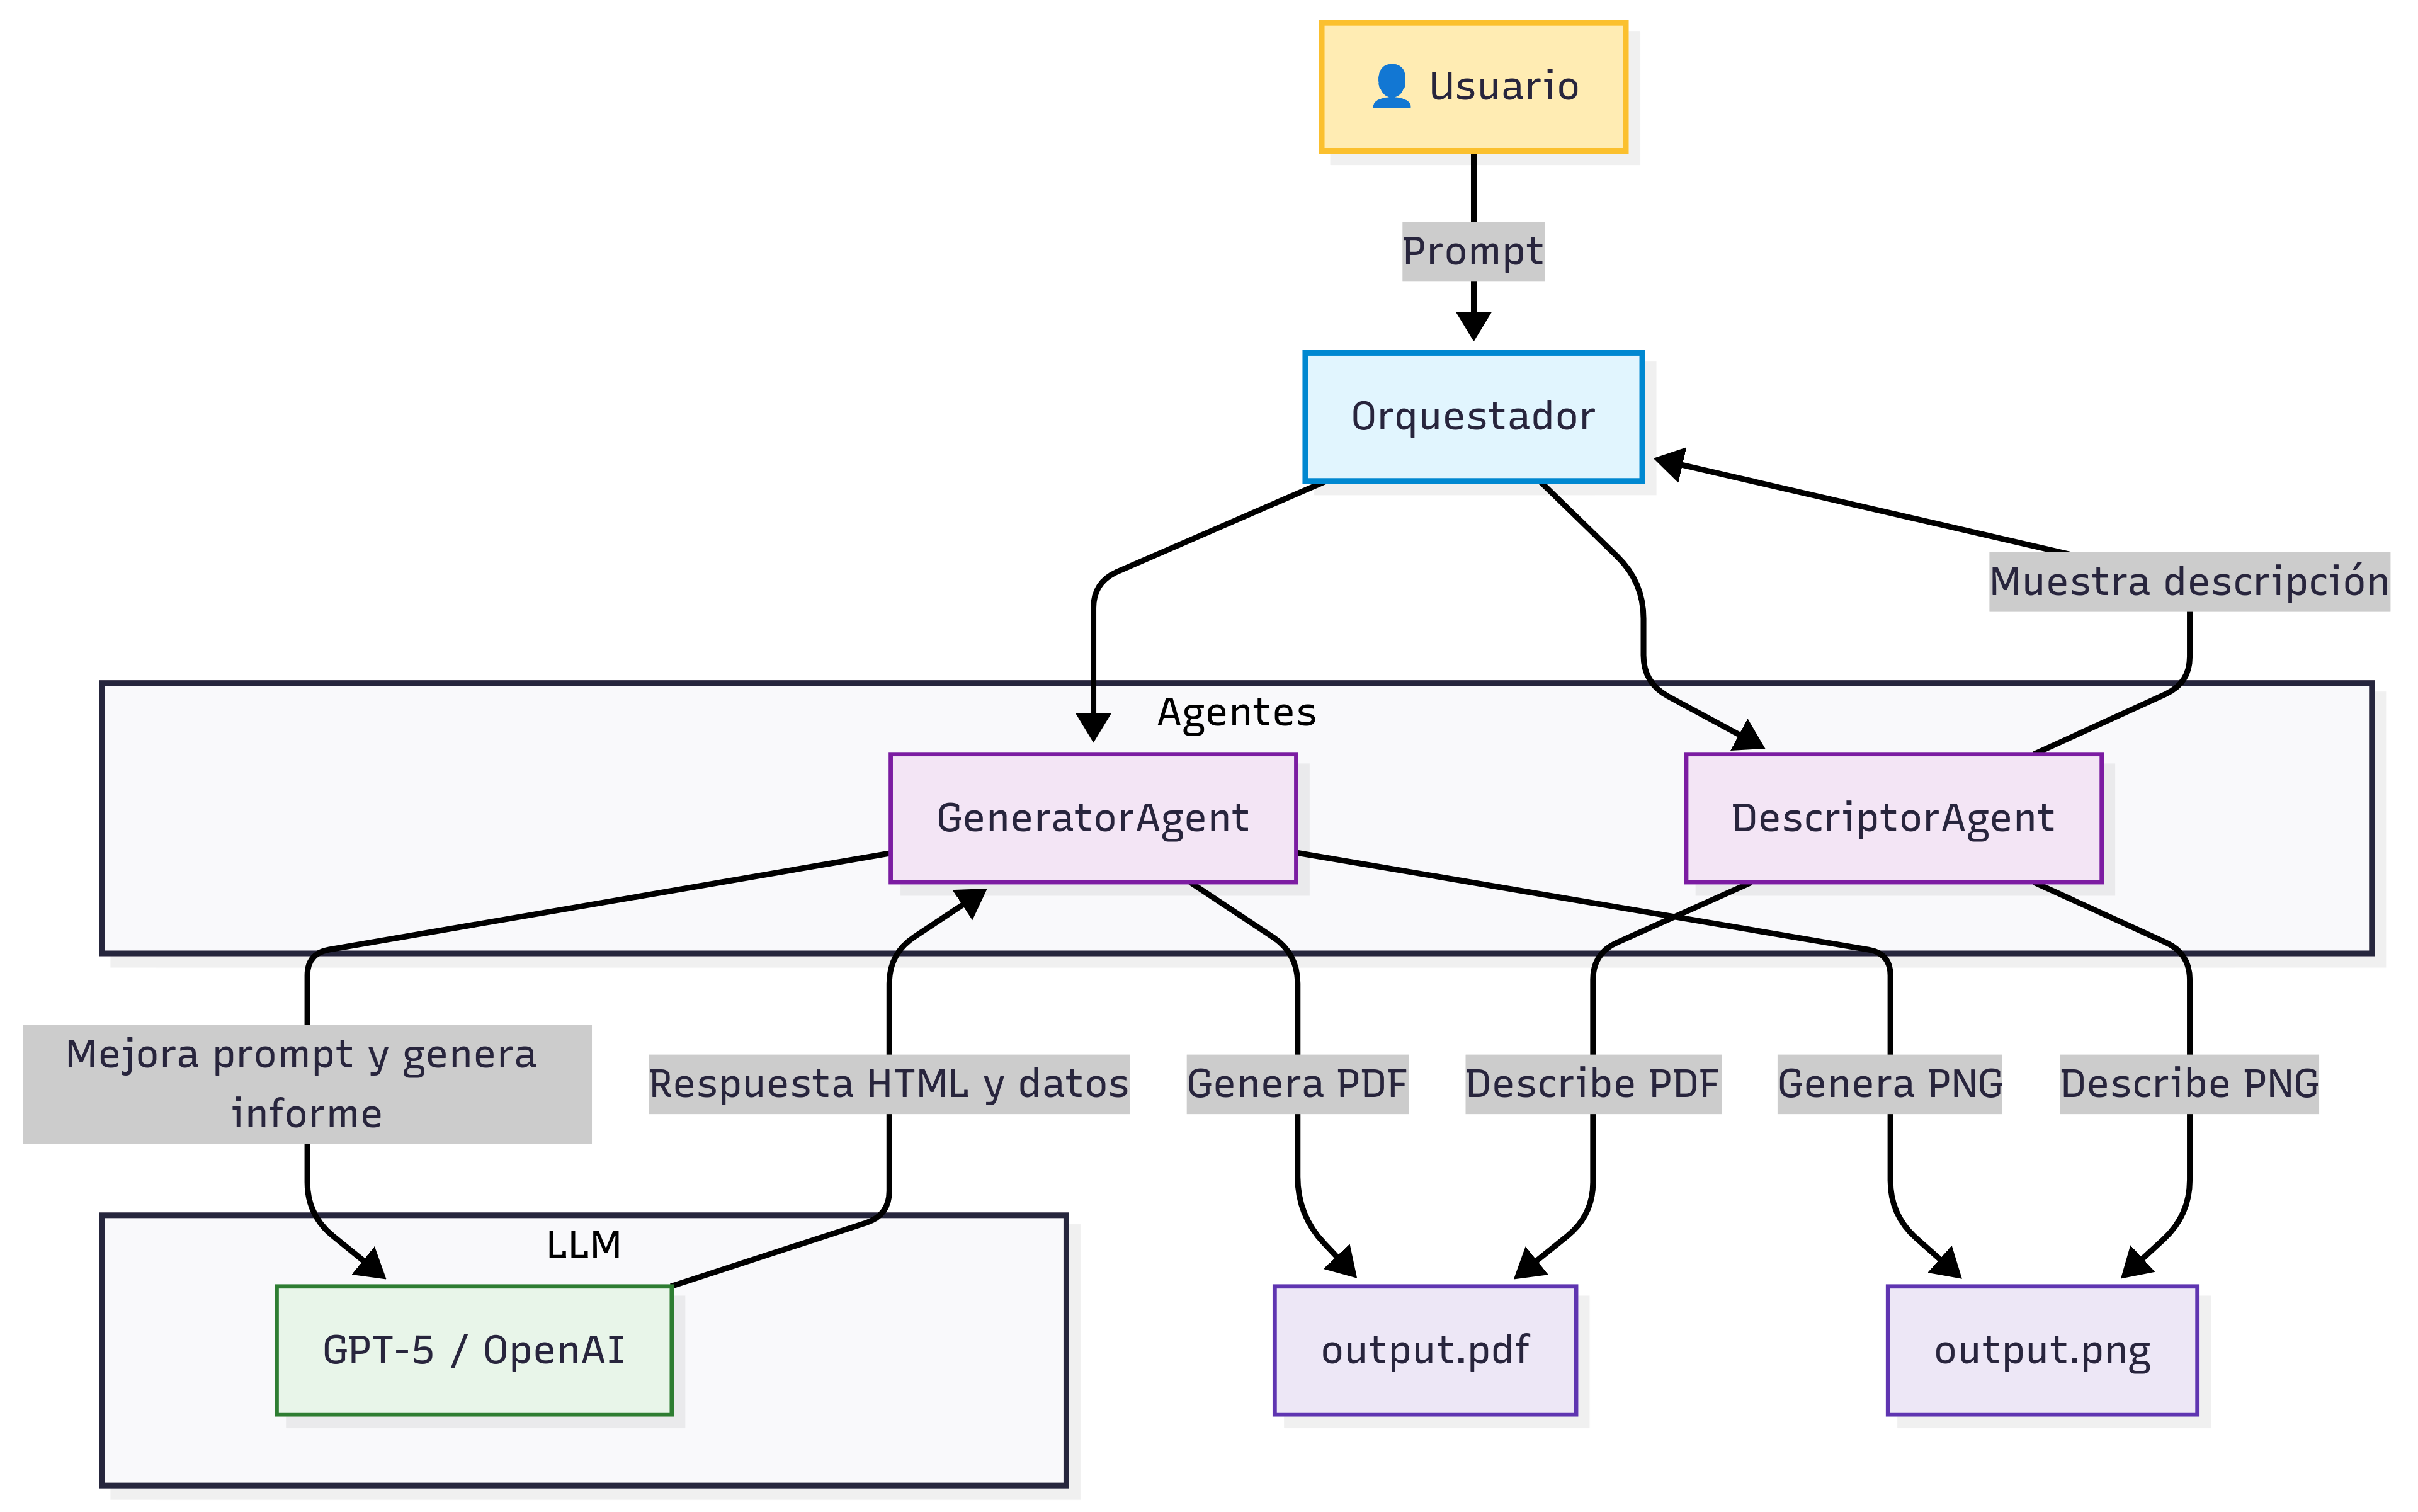 Usuario
Prompt
Orquestador
Muestra descripción
Agentes
GeneratorAgent
DescriptorAgent
Mejora prompt y genera
informe
Respuesta HTML y datos
Genera PDF
Describe PDF
Genera PNG
Describe PNG
LLM
GPT-5 / OpenAI
output.pdf
output.png